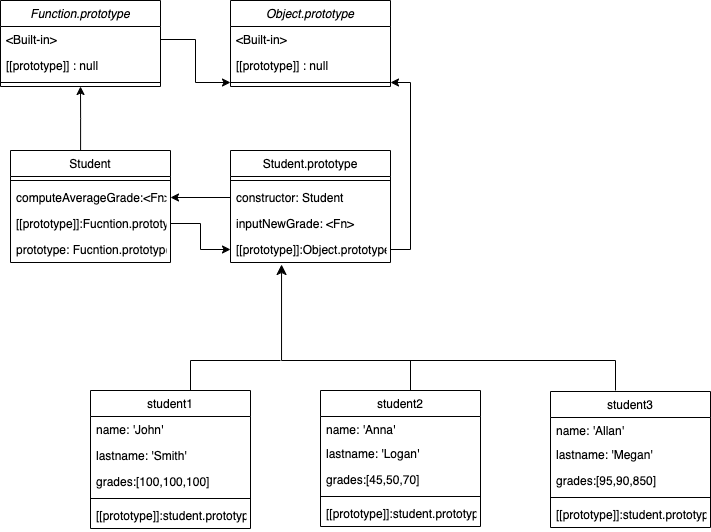 Function.prototype
<Built-in>
[[prototype]] : null
Object.prototype
<Built-in>
[[prototype]] : null
Student
computeAverageGrade:<Fn>
[[prototype]]:Fucntion.prototy
prototype: Fucntion.prototype
Student.prototype
constructor: Student
inputNewGrade: <Fn>
[[prototype]]:Object.prototype
student1
name: 'John'
lastname: 'Smith'
grades:[100,100,100]
[[prototype]]:student.prototyp
student2
name: 'Anna'
lastname: 'Logan'
grades:[45,50,70]
[[prototype]]:student.prototyp
student3
name: 'Allan'
lastname: 'Megan'
grades:[95,90,850]
[[prototype]]:student.prototyp